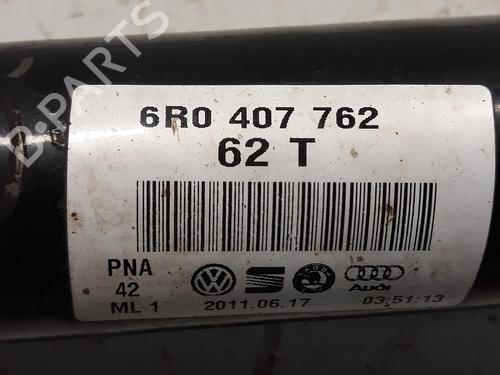 B-PARTS
6R0 407 762
62 T
PNA
42
ML 1
2011.06.17
Audi
03:51:13